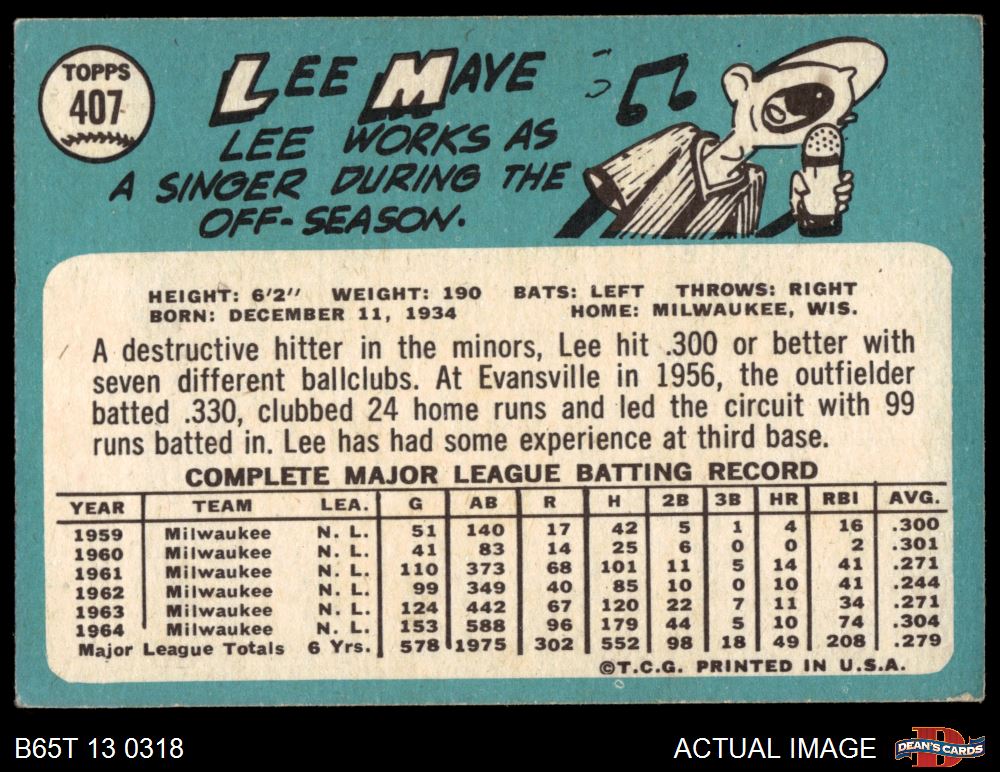 TOPPS
407
LEE MAYE
LEE WORKS AS
A SINGER DURING THE
OFF-SEASON.
HEIGHT: 6'2" WEIGHT: 190 BATS: LEFT THROWS: RIGHT
BORN: DECEMBER 11, 1934 HOME: MILWAUKEE, WIS.
A destructive hitter in the minors, Lee hit .300 or better with
seven different ballclubs. At Evansville in 1956, the outfielder
batted .330, clubbed 24 home runs and led the circuit with 99
runs batted in. Lee has had some experience at third base.
COMPLETE MAJOR LEAGUE BATTING RECORD
YEAR TEAM LEA. G AB R H 2B 3B HR RBI AVG.
1959 Milwaukee N. L. 51 140 17 42 5 1 4 16 .300
1960 Milwaukee N. L. 41 83 14 25 6 0 0 2 .301
1961 Milwaukee N. L. 110 373 68 101 11 5 14 41 .271
1962 Milwaukee N. L. 99 349 40 85 10 0 10 41 .244
1963 Milwaukee N. L. 124 442 67 120 22 7 11 34 .271
1964 Milwaukee N. L. 153 588 96 179 44 5 10 74 .304
Major League Totals 6 Yrs. 578 1975 302 552 98 18 49 208 .279
©T.C.G. PRINTED IN U.S.A.
B65T 13 0318 ACTUAL IMAGE DEAN'S CARDS